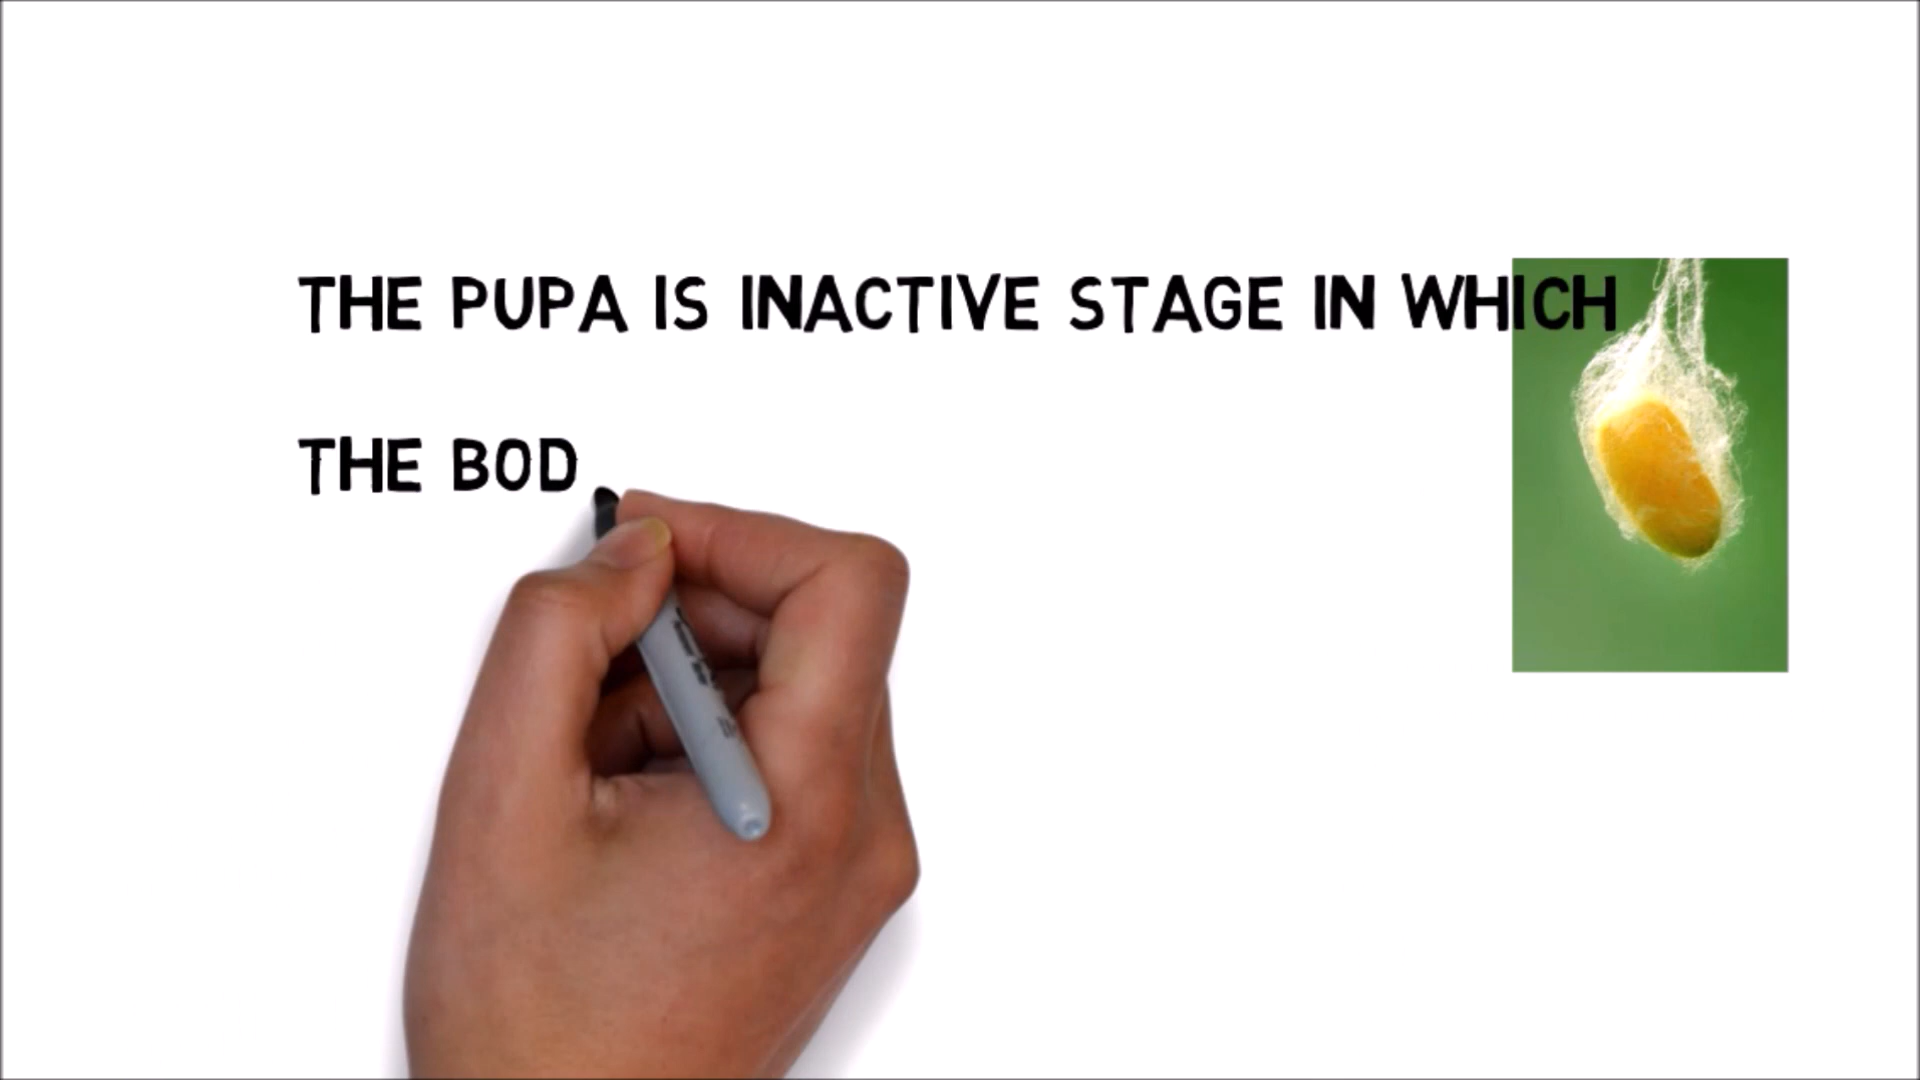 THE PUPA IS INACTIVE STAGE IN WHICH
THE BOD